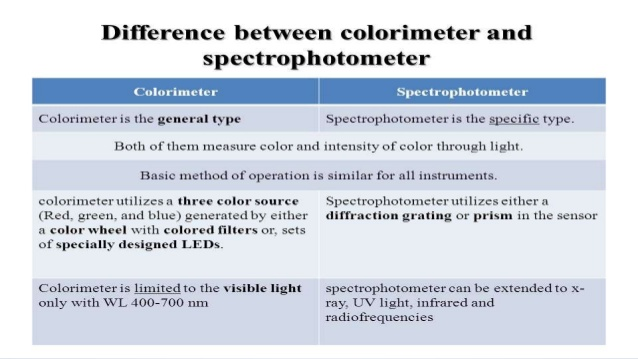 Difference between colorimeter and
spectrophotometer
Colorimeter
Spectrophotometer
Colorimeter is the general type
Spectrophotometer is the specific type.
Both of them measure color and intensity of color through light.
Basic method of operation is similar for all instruments.
colorimeter utilizes a three color source
(Red, green, and blue) generated by either
a color wheel with colored filters or, sets
of specially designed LEDs.
Spectrophotometer utilizes either a
diffraction grating or prism in the sensor
Colorimeter is limited to the visible light
only with WL 400-700 nm
spectrophotometer can be extended to x-
ray, UV light, infrared and
radiofrequencies